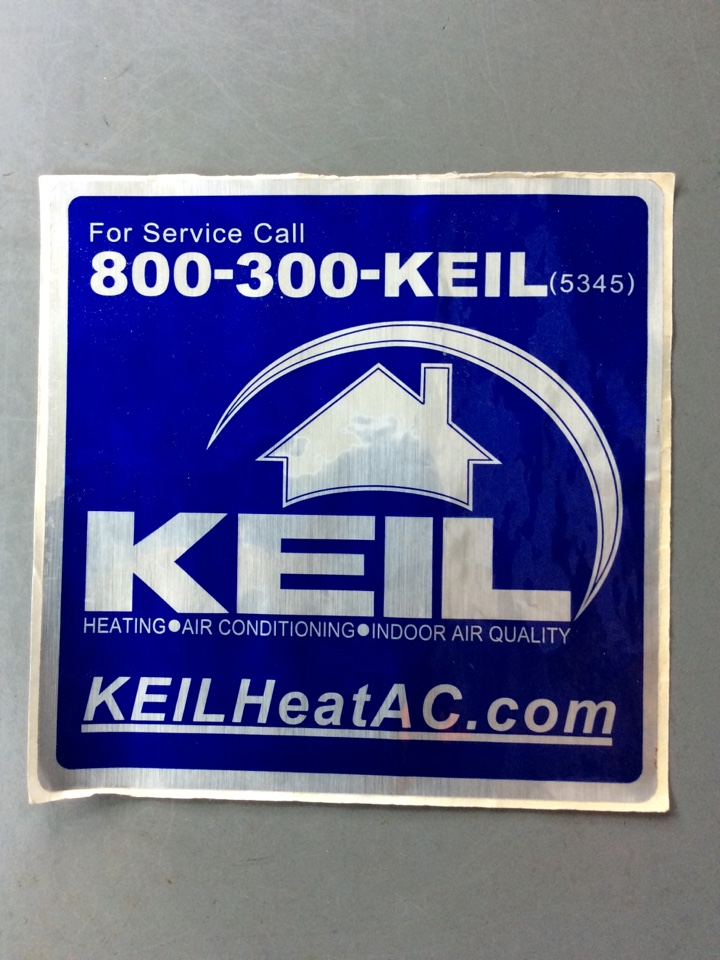 For Service Call
800-300-KEIL(5345)
KEIL
HEATING●AIR CONDITIONING●INDOOR AIR QUALITY
KEILHeatAC.com